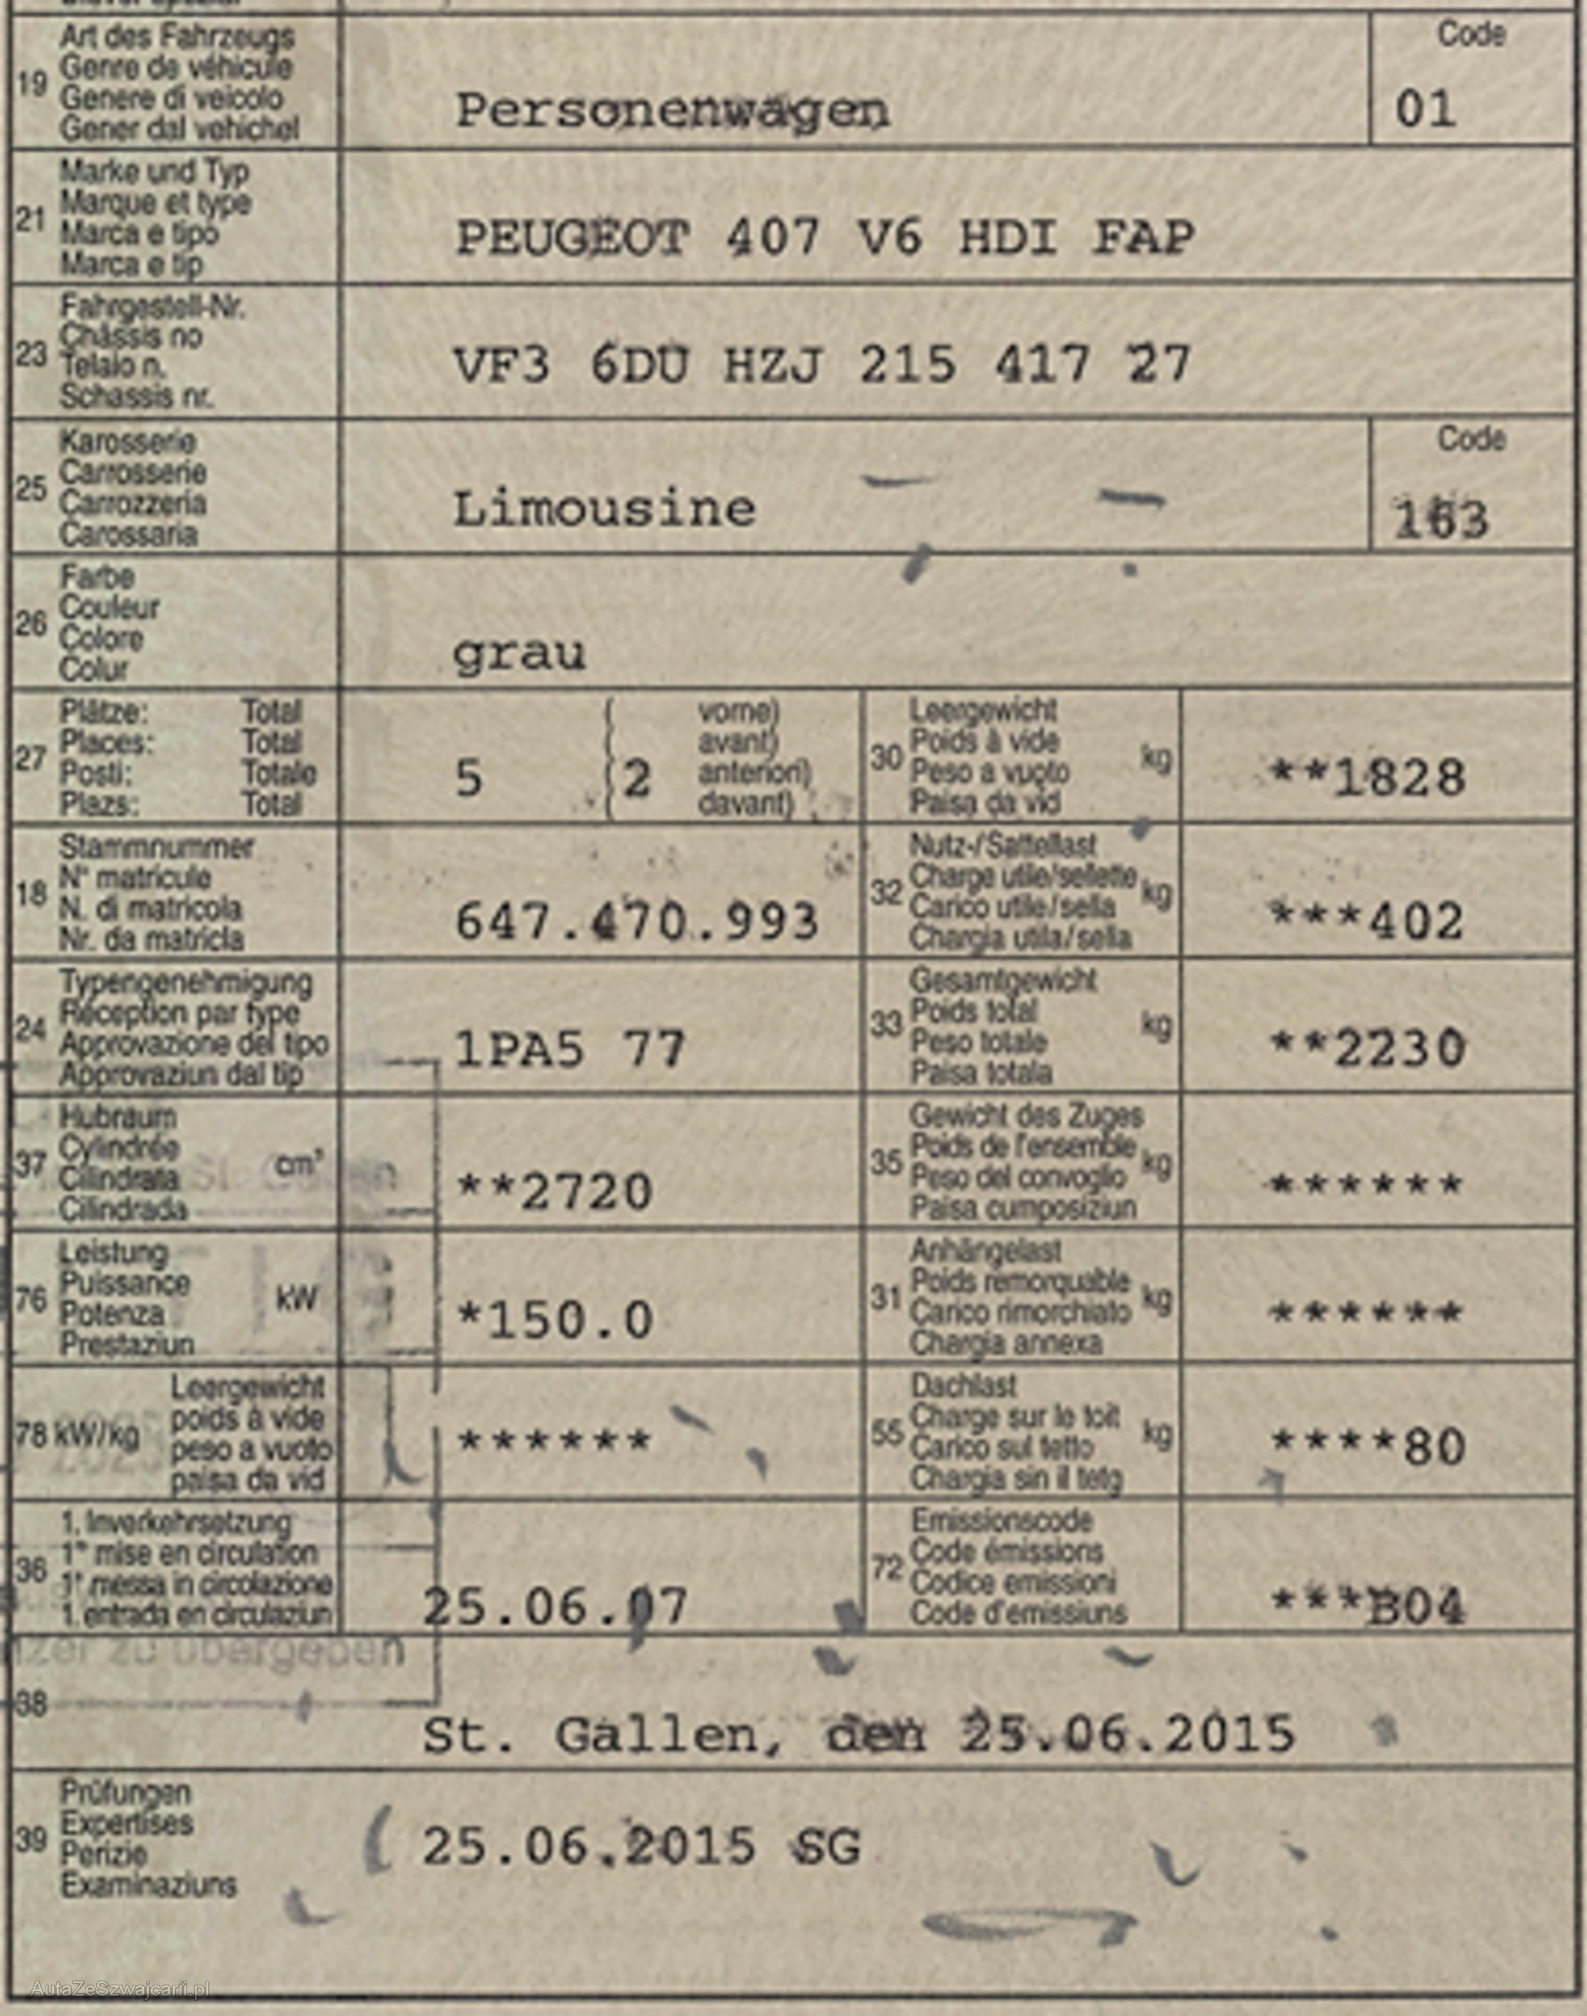 19 Art des Fahrzeugs
Genre de véhicule
Genere di veicolo
Gener dal vehichel
Personenwagen
Code
01
21 Marke und Typ
Marque et type
Marca e tipo
Marca e tip
PEUGEOT 407 V6 HDI FAP
23 Fahrgestell-Nr.
Châssis no
Telaio n.
Schassis nr.
VF3 6DU HZJ 215 417 27
25 Karosserie
Carrosserie
Carrozzeria
Carossaria
Limousine
Code
163
26 Farbe
Couleur
Colore
Colur
grau
27 Plätze: Total
Places: Total
Posti: Totale
Plazs: Total
5 (2 vorne)
avant)
anteriori)
davant)
30 Leergewicht
Poids à vide
Peso a vuoto
Paisa da vid
kg
**1828
18 Stammnummer
N° matricule
N. di matricola
Nr. da matricla
647.470.993
32 Nutz-/Sattellast
Charge utile/sellette
Carico utile/sella
Chargia utila/sella
kg
***402
24 Typengenehmigung
Réception par type
Approvazione del tipo
Approvaziun dal tip
1PA5 77
33 Gesamtgewicht
Poids total
Peso totale
Paisa totala
kg
**2230
37 Hubraum
Cylindrée
Cilindrata
Cilindrada
cm³
**2720
35 Gewicht des Zuges
Poids de l'ensemble
Peso del convoglio
Paisa cumposiziun
kg
******
76 Leistung
Puissance
Potenza
Prestaziun
kW
*150.0
31 Anhängelast
Poids remorquable
Carico rimorchiato
Chargia annexa
kg
******
78 kW/kg Leergewicht
poids à vide
peso a vuoto
paisa da vid
******
55 Dachlast
Charge sur le toit
Carico sul tetto
Chargia sin il tetg
kg
****80
36 1. Inverkehrsetzung
1° mise en circulation
1° messa in circolazione
1. entrada en circulaziun
25.06.07
72 Emissionscode
Code émissions
Codice emissioni
Code d'emissiuns
***B04
zu übergeben
38
St. Gallen, den 25.06.2015
39 Prüfungen
Expertises
Perizie
Examinaziuns
25.06.2015 SG
AutaZeSzwajcarii.pl